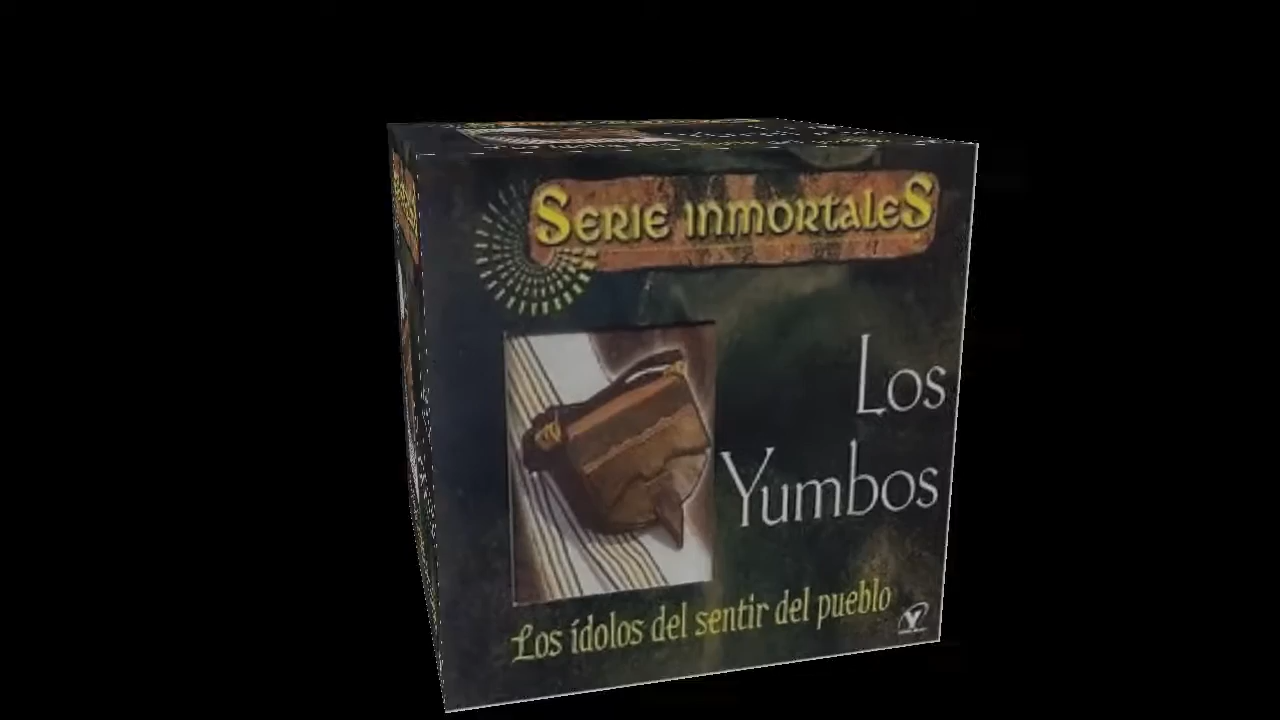 Serie inmortales
Los
Yumbos
Los ídolos del sentir del pueblo